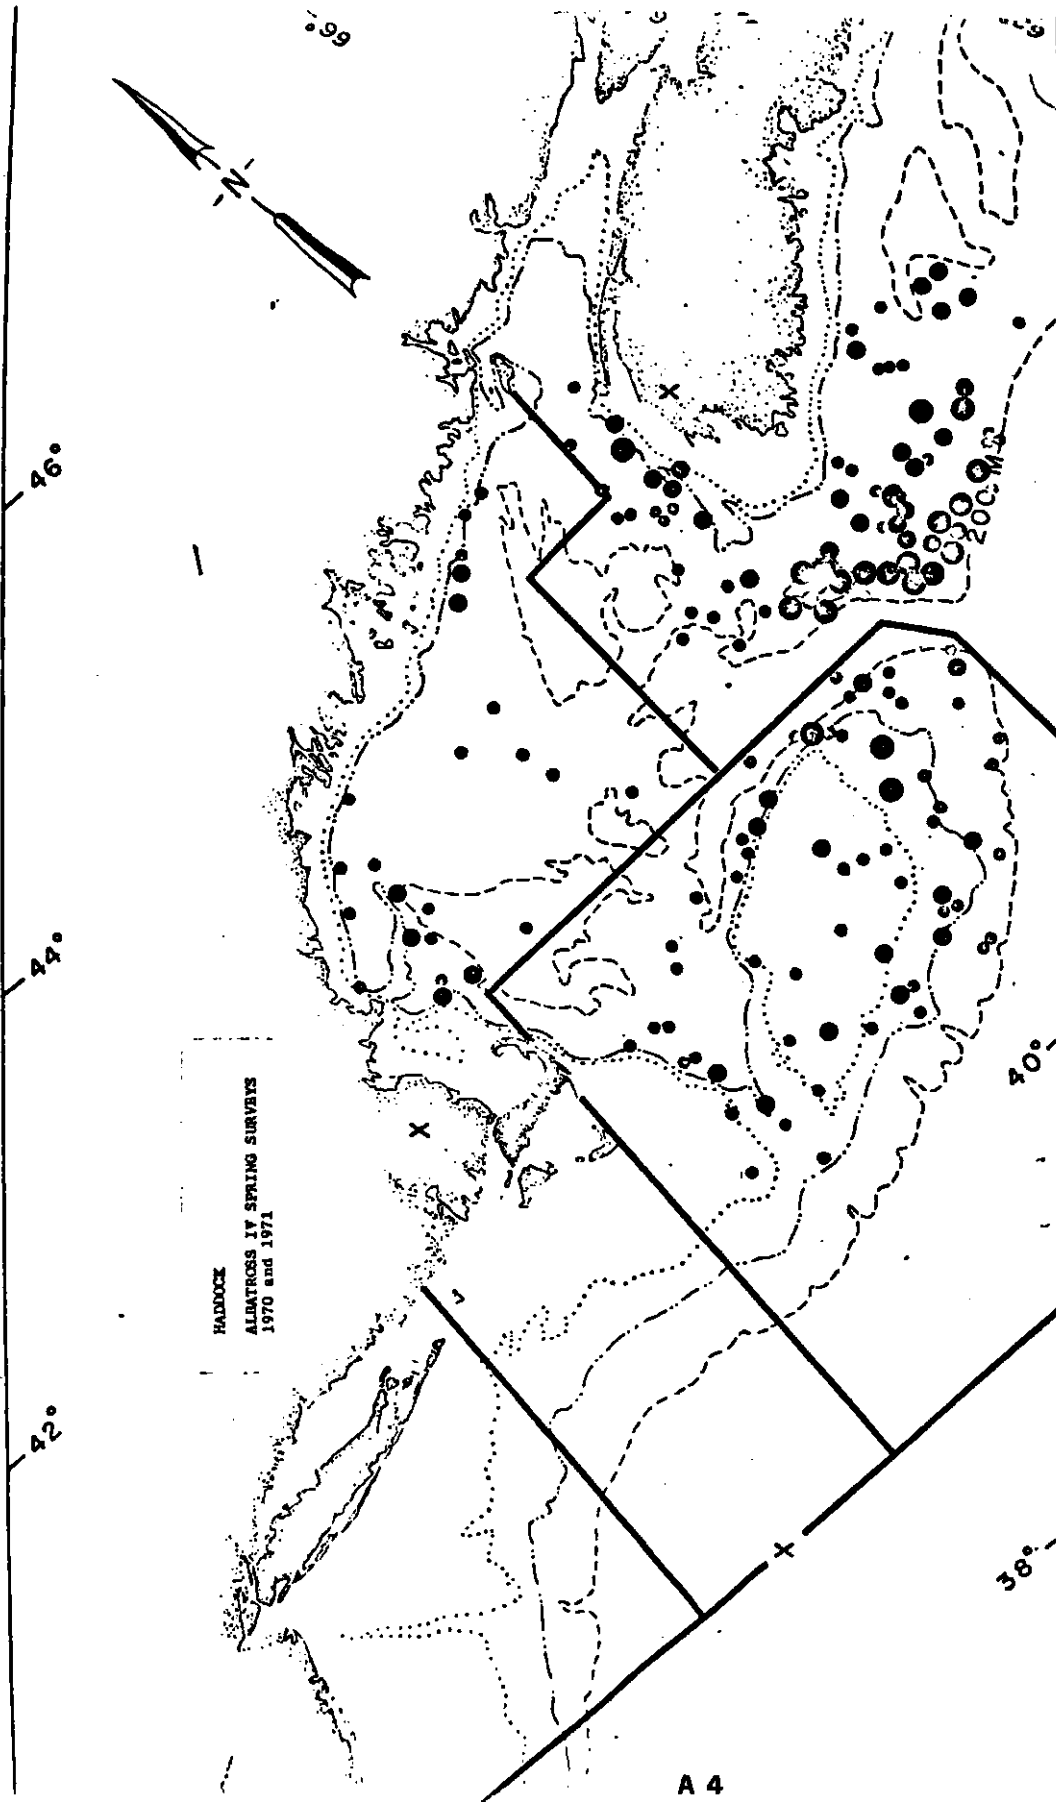 66°
-N-
46°
200 M
44°
HADDOCK
ALBATROSS IV SPRING SURVEYS
1970 and 1971
40°
42°
38°
A 4